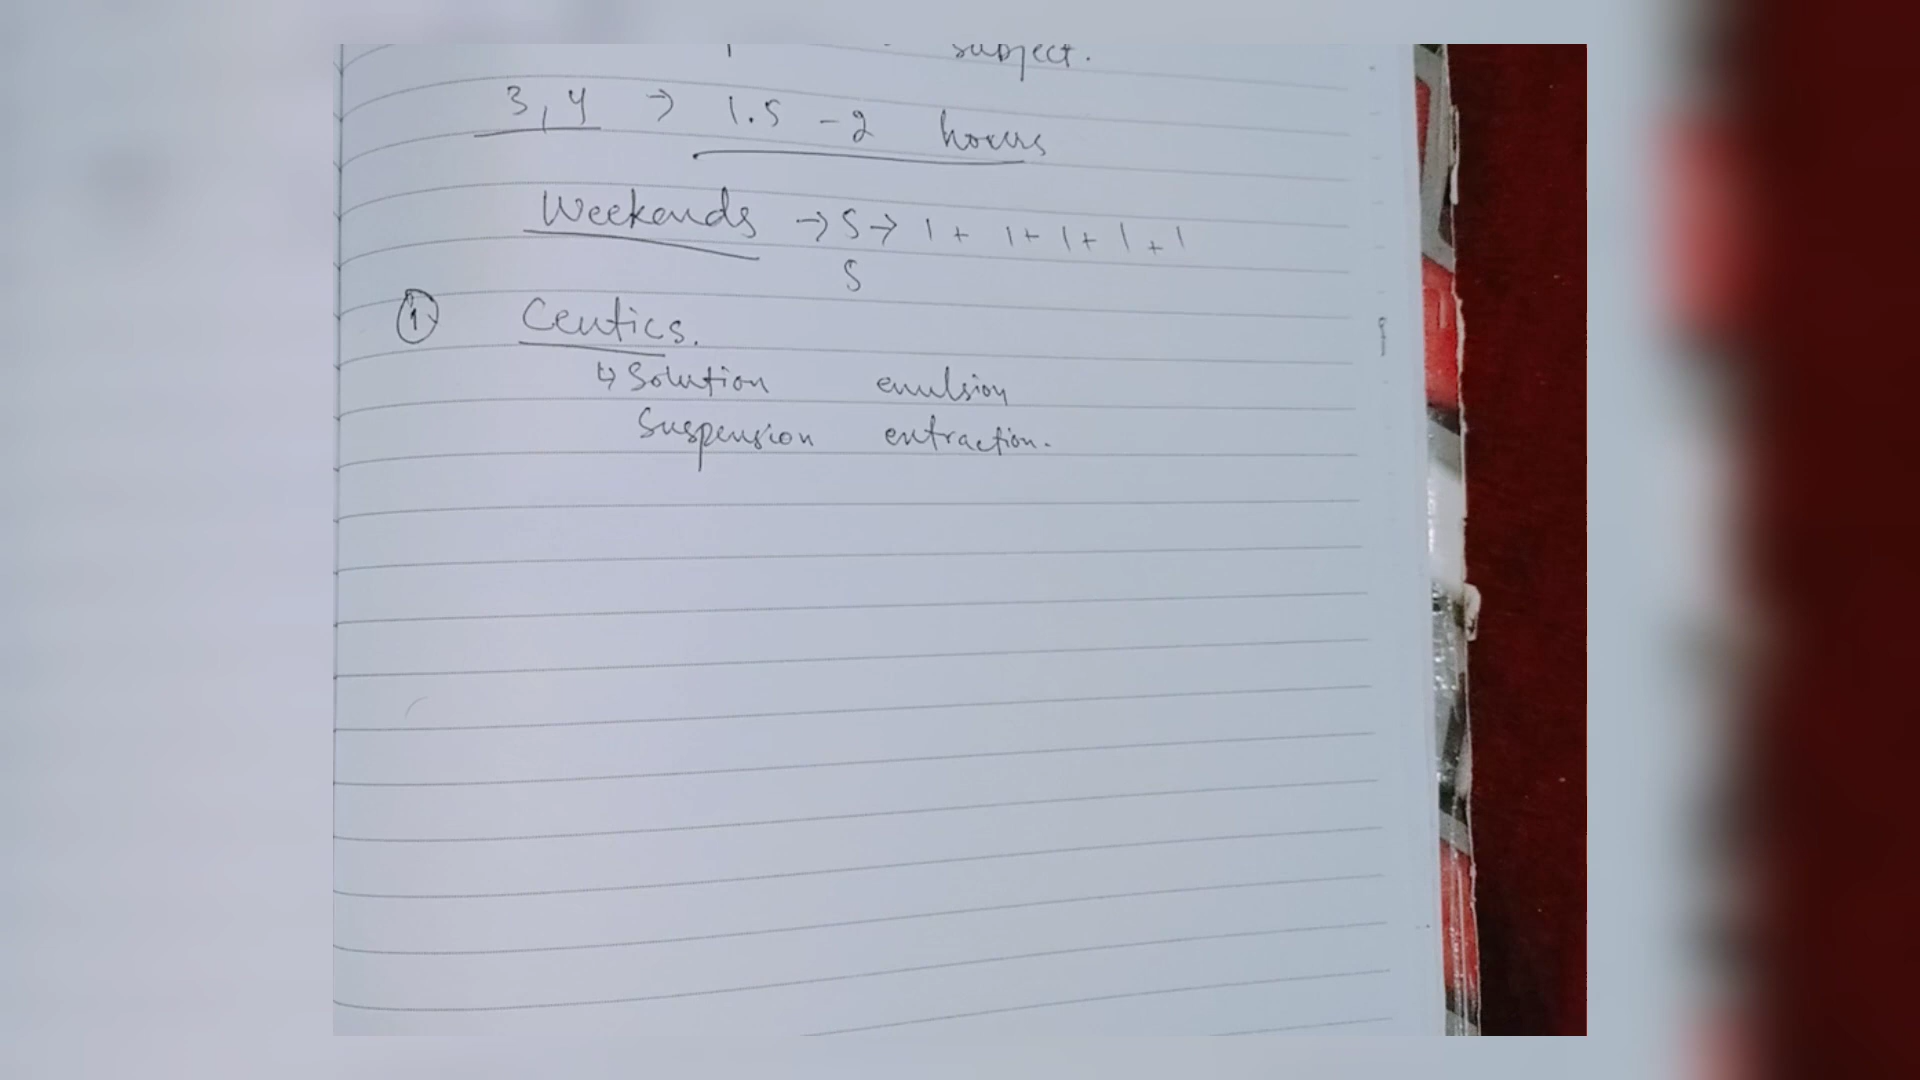 subject.
3, 4 → 1.5 - 2 hours
Weekends → 5 → 1 + 1 + 1 + 1 + 1
5
① Ceutics.
↳ Solution emulsion
Suspension extraction.